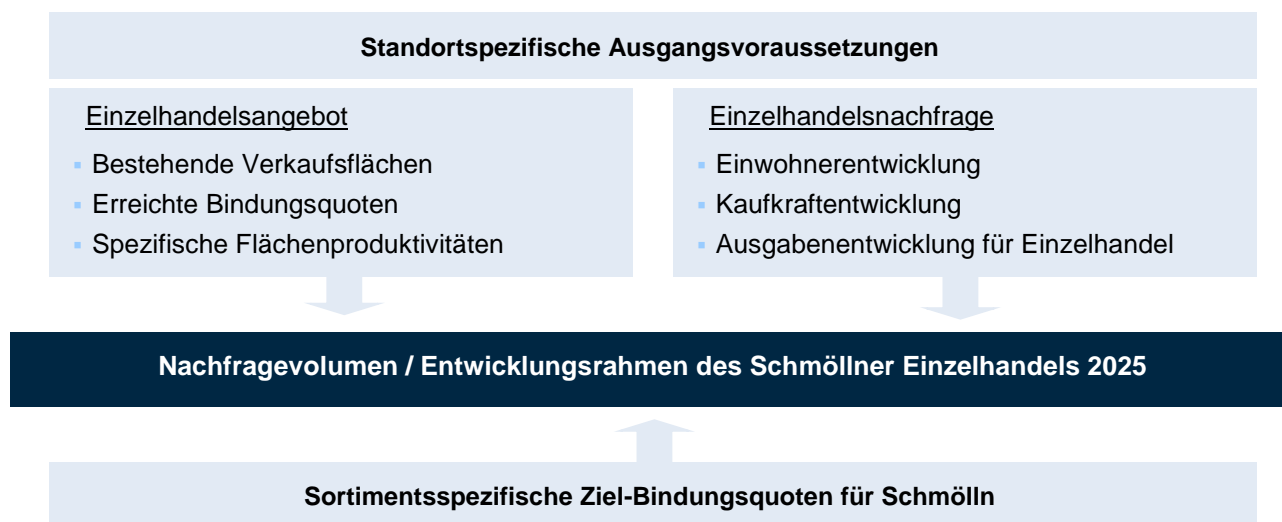 Standortspezifische Ausgangsvoraussetzungen
Einzelhandelsangebot
▪ Bestehende Verkaufsflächen
▪ Erreichte Bindungsquoten
▪ Spezifische Flächenproduktivitäten
Einzelhandelsnachfrage
▪ Einwohnerentwicklung
▪ Kaufkraftentwicklung
▪ Ausgabenentwicklung für Einzelhandel
Nachfragevolumen / Entwicklungsrahmen des Schmöllner Einzelhandels 2025
Sortimentsspezifische Ziel-Bindungsquoten für Schmölln